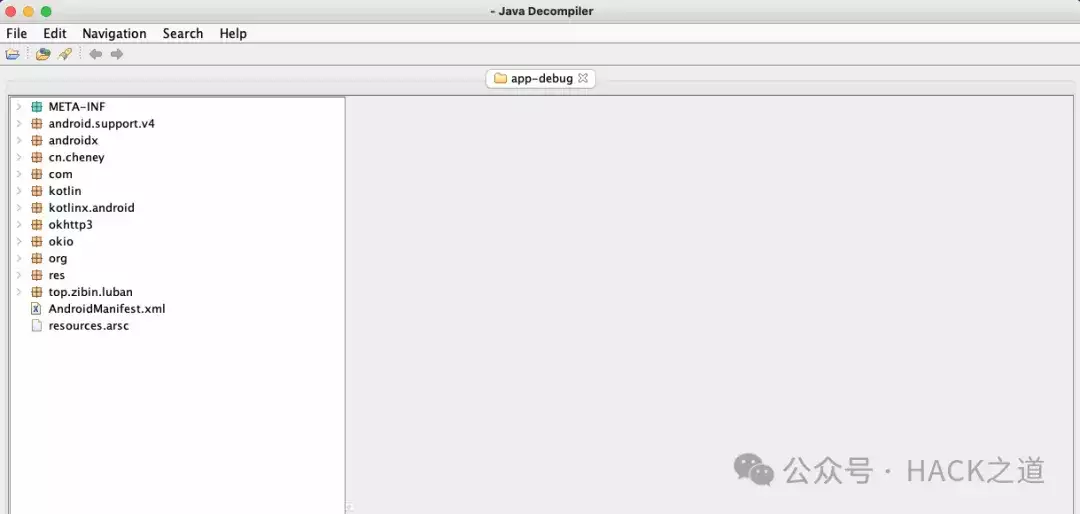 - Java Decompiler
File Edit Navigation Search Help
app-debug
META-INF
android.support.v4
androidx
cn.cheney
com
kotlin
kotlinx.android
okhttp3
okio
org
res
top.zibin.luban
AndroidManifest.xml
resources.arsc
公众号 · HACK之道